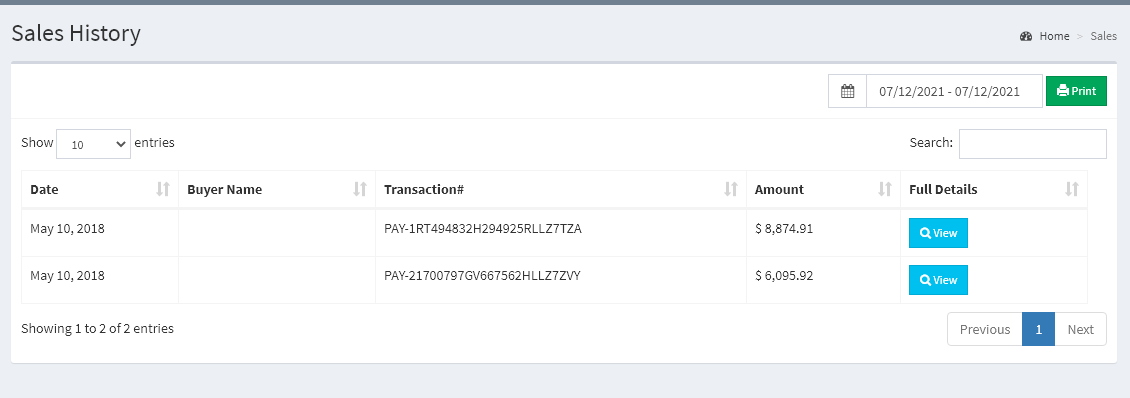 Sales History
Home > Sales
07/12/2021 - 07/12/2021 Print
Show 10 entries Search:
Date Buyer Name Transaction# Amount Full Details
May 10, 2018 PAY-1RT494832H294925RLLZ7TZA $ 8,874.91 View
May 10, 2018 PAY-21700797GV667562HLLZ7ZVY $ 6,095.92 View
Showing 1 to 2 of 2 entries Previous 1 Next